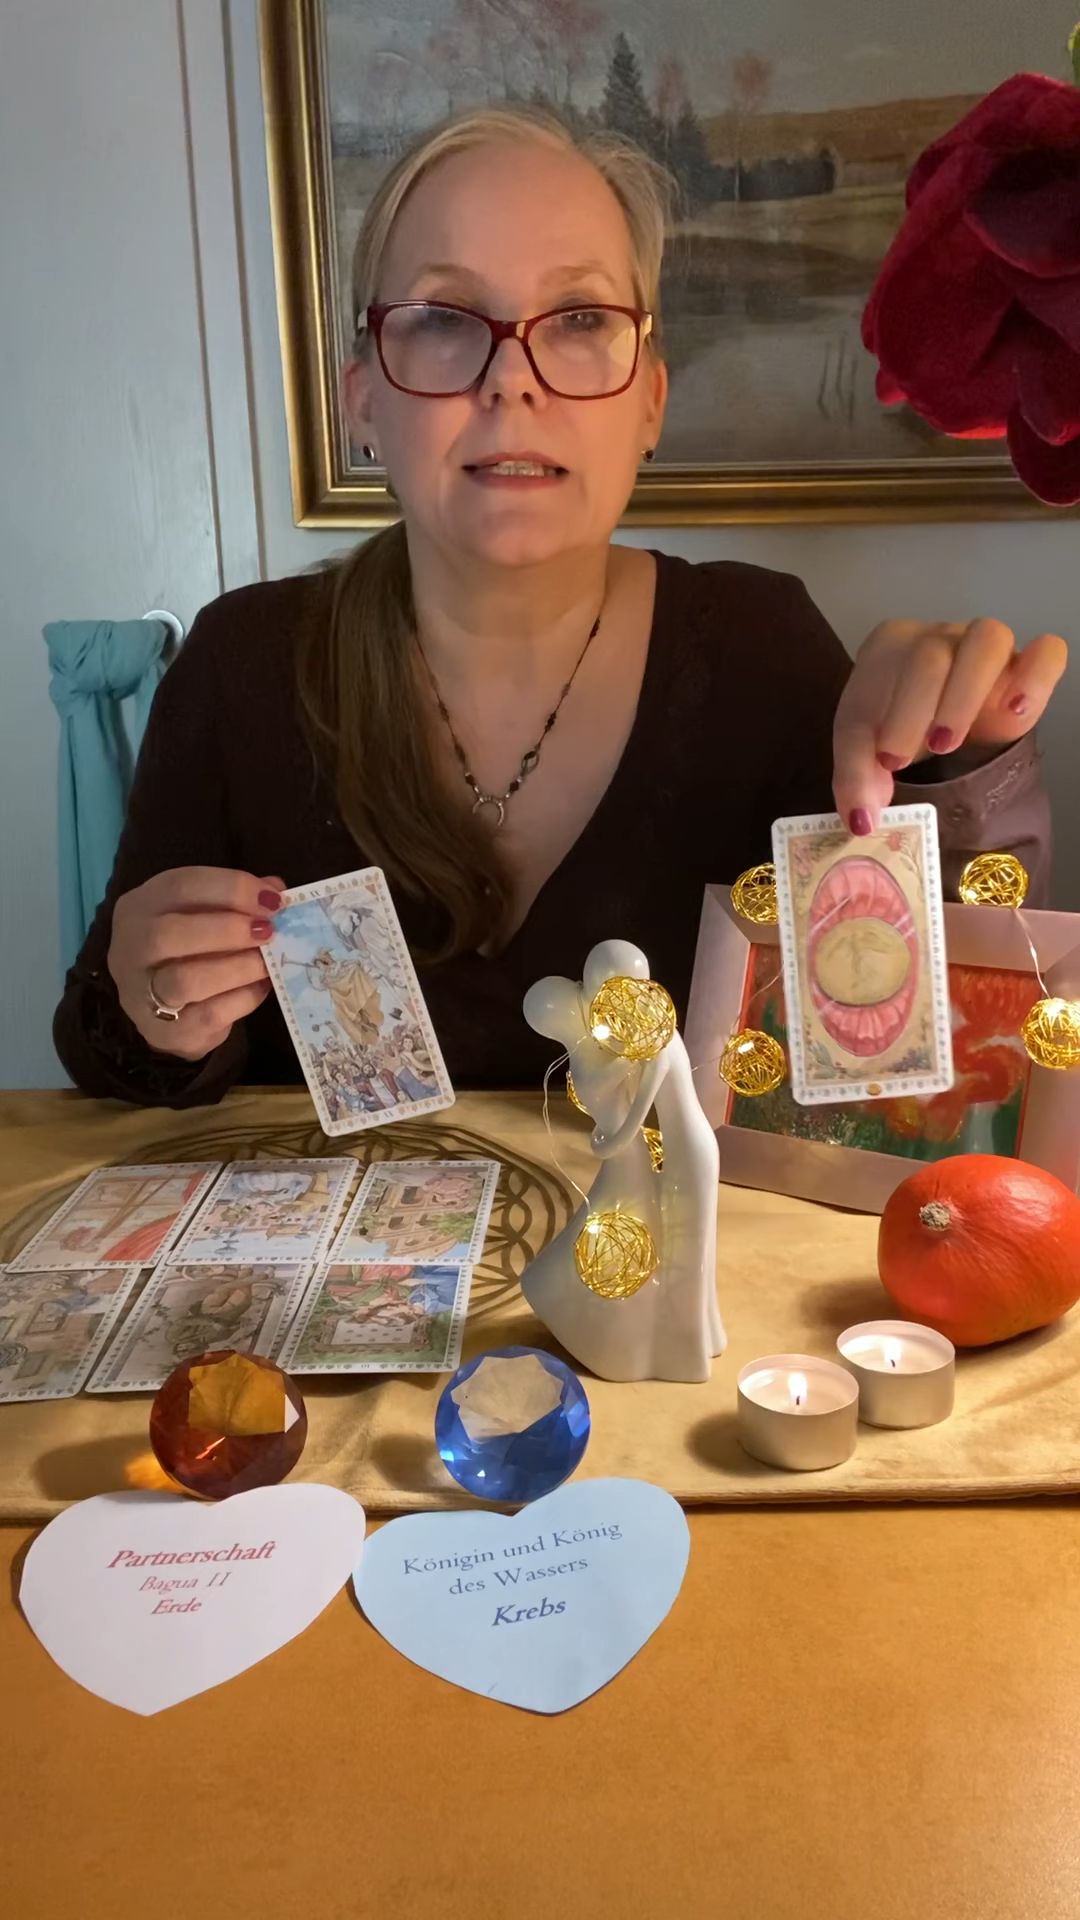 Partnerschaft
Bagua II
Erde
Königin und König
des Wassers
Krebs